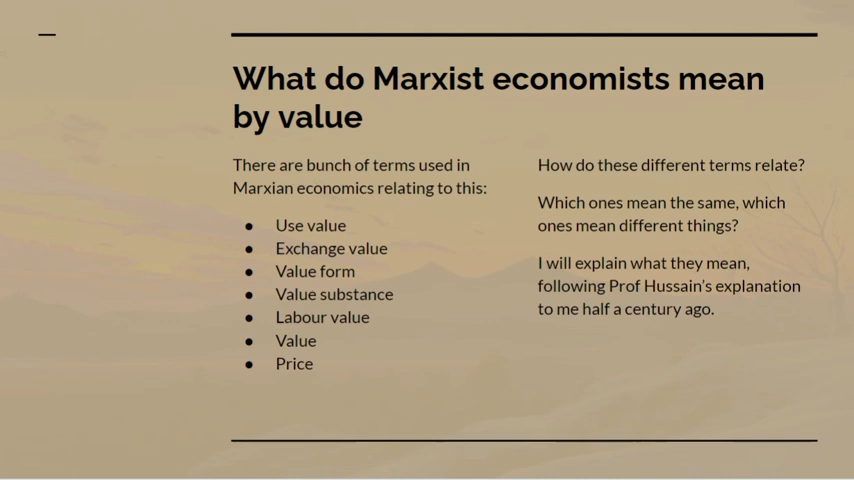 What do Marxist economists mean
by value
There are bunch of terms used in
Marxian economics relating to this:
● Use value
● Exchange value
● Value form
● Value substance
● Labour value
● Value
● Price
How do these different terms relate?
Which ones mean the same, which
ones mean different things?
I will explain what they mean,
following Prof Hussain's explanation
to me half a century ago.